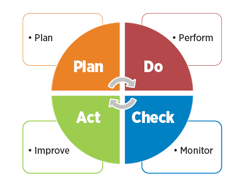 • Plan
• Perform
Plan
Do
Act
Check
• Improve
• Monitor